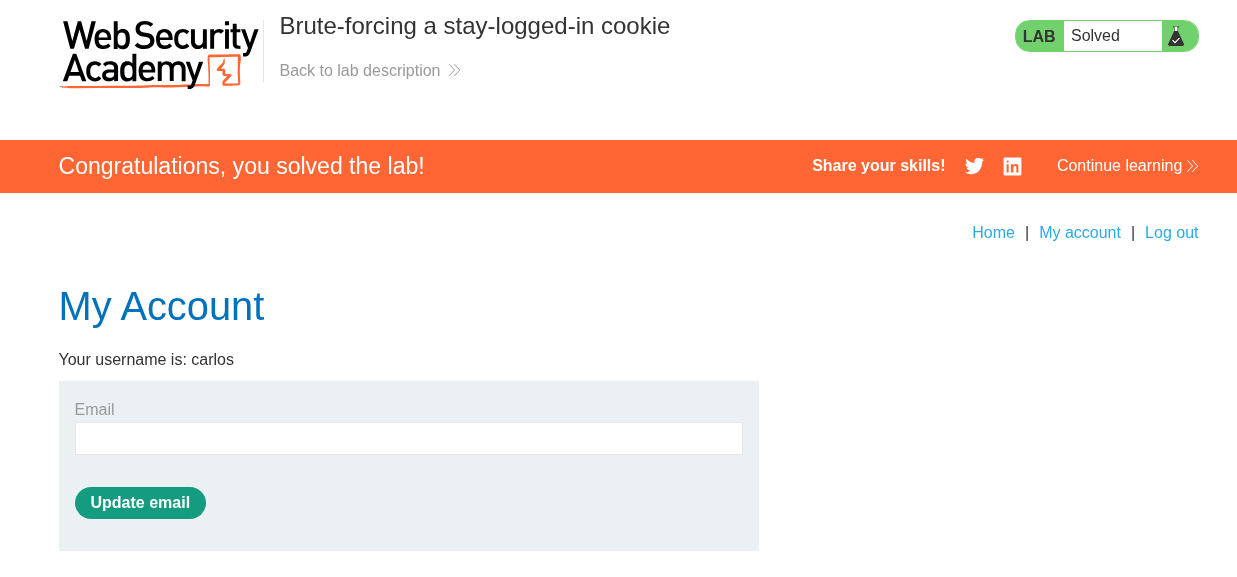 Web Security
Academy
Brute-forcing a stay-logged-in cookie
Back to lab description
LAB Solved
Congratulations, you solved the lab!
Share your skills!
Continue learning
Home | My account | Log out
My Account
Your username is: carlos
Email
Update email